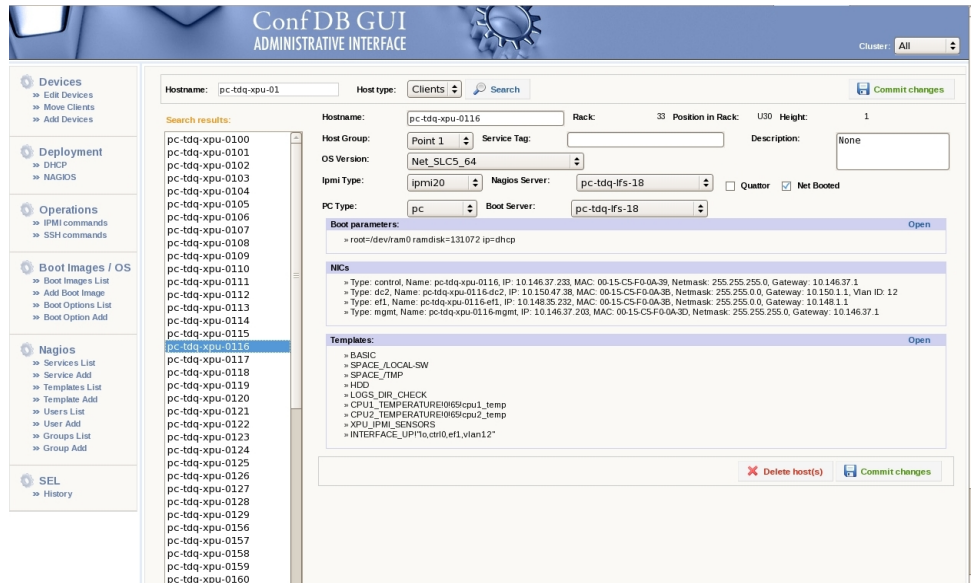 ConfDB GUI
ADMINISTRATIVE INTERFACE
Cluster: All
Devices
» Edit Devices
» Move Clients
» Add Devices
Deployment
» DHCP
» NAGIOS
Operations
» IPMI commands
» SSH commands
Boot Images / OS
» Boot Images List
» Add Boot Image
» Boot Options List
» Boot Option Add
Nagios
» Services List
» Service Add
» Templates List
» Template Add
» Users List
» User Add
» Groups List
» Group Add
SEL
» History
Hostname: pc-tdq-xpu-01 Host type: Clients Search Commit changes
Search results:
pc-tdq-xpu-0100
pc-tdq-xpu-0101
pc-tdq-xpu-0102
pc-tdq-xpu-0103
pc-tdq-xpu-0104
pc-tdq-xpu-0105
pc-tdq-xpu-0106
pc-tdq-xpu-0107
pc-tdq-xpu-0108
pc-tdq-xpu-0109
pc-tdq-xpu-0110
pc-tdq-xpu-0111
pc-tdq-xpu-0112
pc-tdq-xpu-0113
pc-tdq-xpu-0114
pc-tdq-xpu-0115
pc-tdq-xpu-0116
pc-tdq-xpu-0117
pc-tdq-xpu-0118
pc-tdq-xpu-0119
pc-tdq-xpu-0120
pc-tdq-xpu-0121
pc-tdq-xpu-0122
pc-tdq-xpu-0123
pc-tdq-xpu-0124
pc-tdq-xpu-0125
pc-tdq-xpu-0126
pc-tdq-xpu-0127
pc-tdq-xpu-0128
pc-tdq-xpu-0129
pc-tdq-xpu-0156
pc-tdq-xpu-0157
pc-tdq-xpu-0158
pc-tdq-xpu-0159
pc-tdq-xpu-0160
Hostname: pc-tdq-xpu-0116 Rack: 33 Position in Rack: U30 Height: 1
Host Group: Point 1 Service Tag: Description: None
OS Version: Net_SLC5_64
Ipmi Type: ipmi20 Nagios Server: pc-tdq-lfs-18 Quattor Net Booted
PC Type: pc Boot Server: pc-tdq-lfs-18
Boot parameters: Open
» root=/dev/ram0 ramdisk=131072 ip=dhcp
NICs
» Type: control, Name: pc-tdq-xpu-0116, IP: 10.146.37.233, MAC: 00-15-C5-F0-0A-39, Netmask: 255.255.255.0, Gateway: 10.146.37.1
» Type: dc2, Name: pc-tdq-xpu-0116-dc2, IP: 10.150.47.38, MAC: 00-15-C5-F0-0A-3B, Netmask: 255.255.0.0, Gateway: 10.150.1.1, Vlan ID: 12
» Type: ef1, Name: pc-tdq-xpu-0116-ef1, IP: 10.148.35.232, MAC: 00-15-C5-F0-0A-3B, Netmask: 255.255.0.0, Gateway: 10.148.1.1
» Type: mgmt, Name: pc-tdq-xpu-0116-mgmt, IP: 10.146.37.203, MAC: 00-15-C5-F0-0A-3D, Netmask: 255.255.255.0, Gateway: 10.146.37.1
Templates: Open
» BASIC
» SPACE_/LOCAL-SW
» SPACE_/TMP
» HDD
» LOGS_DIR_CHECK
» CPU1_TEMPERATURE!0!65!cpu1_temp
» CPU2_TEMPERATURE!0!65!cpu2_temp
» XPU_IPMI_SENSORS
» INTERFACE_UP!"lo,ctrl0,ef1,vlan12"
Delete host(s) Commit changes